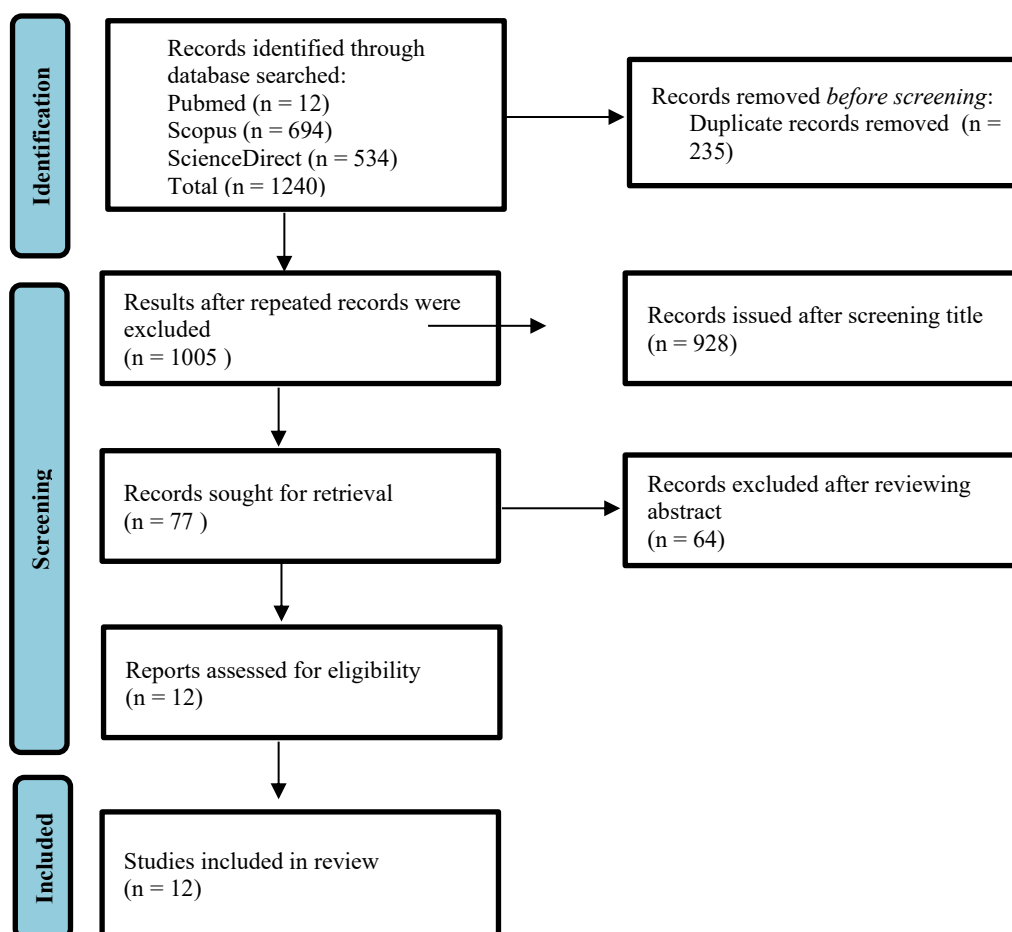 Identification
Records identified through
database searched:
Pubmed (n = 12)
Scopus (n = 694)
ScienceDirect (n = 534)
Total (n = 1240)
Records removed before screening:
Duplicate records removed (n =
235)
Screening
Results after repeated records were
excluded
(n = 1005 )
Records issued after screening title
(n = 928)
Records sought for retrieval
(n = 77 )
Records excluded after reviewing
abstract
(n = 64)
Reports assessed for eligibility
(n = 12)
Included
Studies included in review
(n = 12)